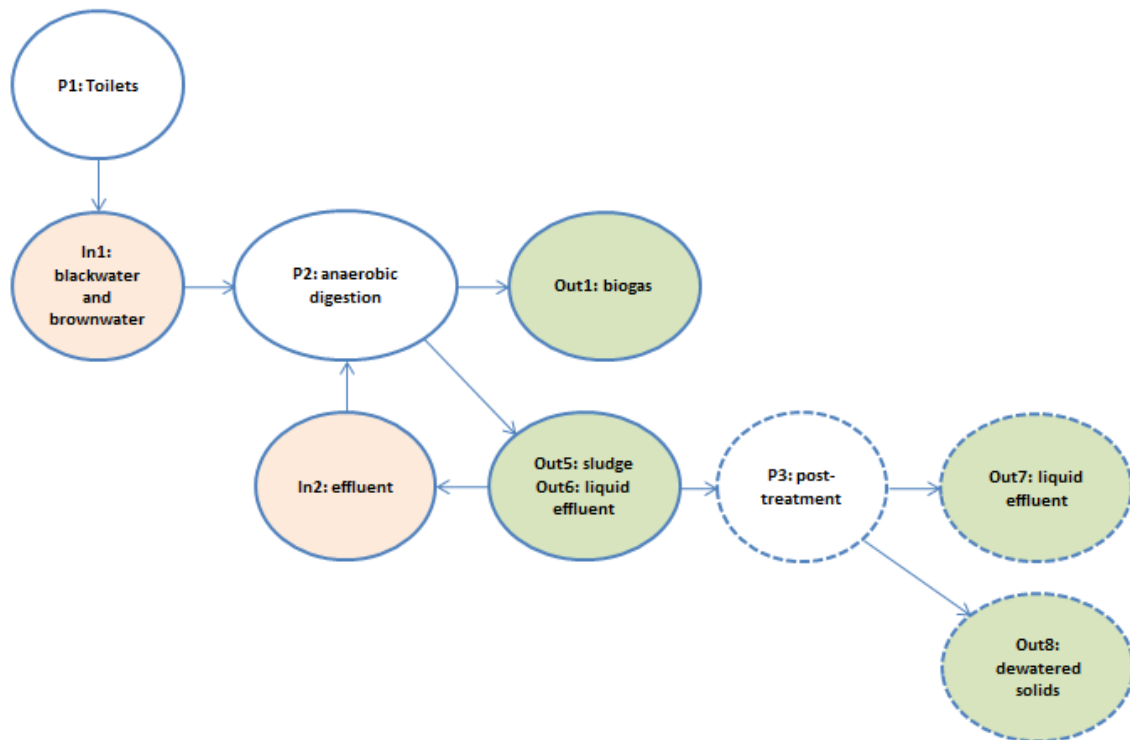 P1: Toilets
In1:
blackwater
and
brownwater
P2: anaerobic
digestion
Out1: biogas
In2: effluent
Out5: sludge
Out6: liquid
effluent
P3: post-
treatment
Out7: liquid
effluent
Out8:
dewatered
solids